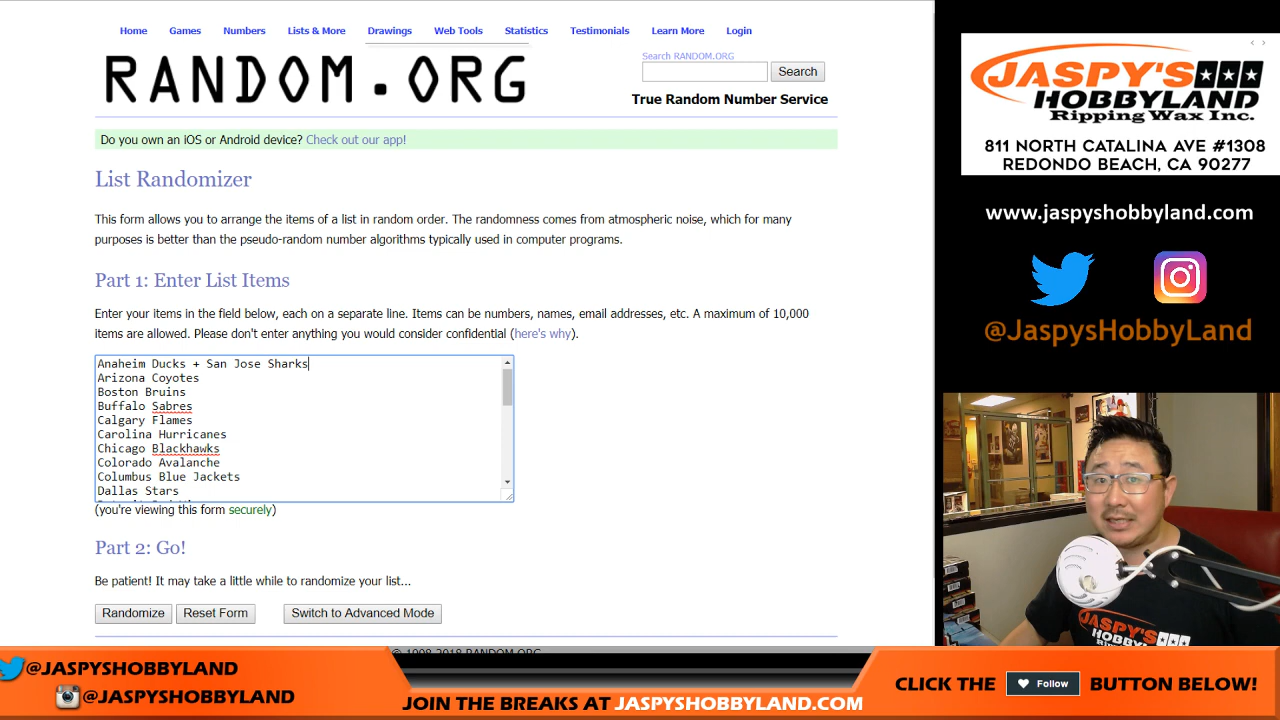 Home Games Numbers Lists & More Drawings Web Tools Statistics Testimonials Learn More Login
RANDOM.ORG
Search RANDOM.ORG
Search
True Random Number Service
Do you own an iOS or Android device? Check out our app!
List Randomizer
This form allows you to arrange the items of a list in random order. The randomness comes from atmospheric noise, which for many
purposes is better than the pseudo-random number algorithms typically used in computer programs.
Part 1: Enter List Items
Enter your items in the field below, each on a separate line. Items can be numbers, names, email addresses, etc. A maximum of 10,000
items are allowed. Please don't enter anything you would consider confidential (here's why).
Anaheim Ducks + San Jose Sharks
Arizona Coyotes
Boston Bruins
Buffalo Sabres
Calgary Flames
Carolina Hurricanes
Chicago Blackhawks
Colorado Avalanche
Columbus Blue Jackets
Dallas Stars
(you're viewing this form securely)
Part 2: Go!
Be patient! It may take a little while to randomize your list...
Randomize Reset Form Switch to Advanced Mode
© 1998-2018 RANDOM.ORG
JASPY'S
HOBBYLAND
Ripping Wax Inc.
811 NORTH CATALINA AVE #1308
REDONDO BEACH, CA 90277
www.jaspyshobbyland.com
@JaspysHobbyLand
JASPY'S
HOBBYLAND
@JASPYSHOBBYLAND
@JASPYSHOBBYLAND
JOIN THE BREAKS AT JASPYSHOBBYLAND.COM
CLICK THE Follow BUTTON BELOW!